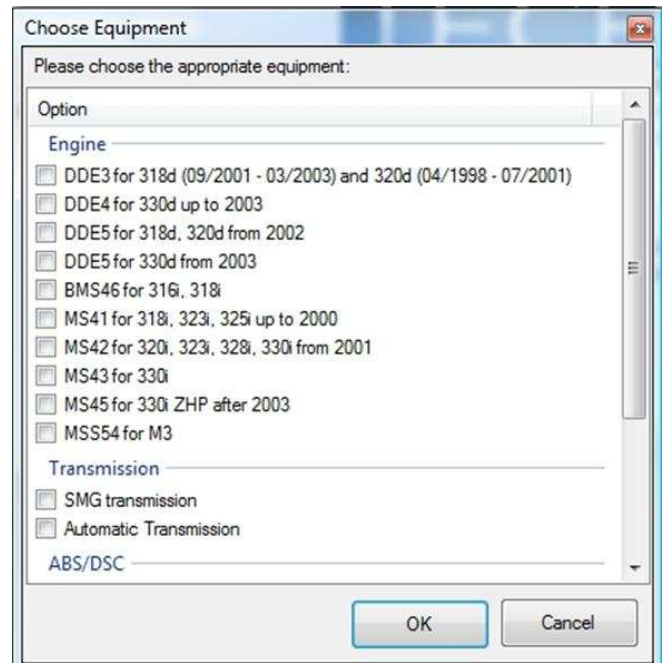 Choose Equipment
Please choose the appropriate equipment:
Option
Engine
DDE3 for 318d (09/2001 - 03/2003) and 320d (04/1998 - 07/2001)
DDE4 for 330d up to 2003
DDE5 for 318d, 320d from 2002
DDE5 for 330d from 2003
BMS46 for 316i, 318i
MS41 for 318i, 323i, 325i up to 2000
MS42 for 320i, 323i, 328i, 330i from 2001
MS43 for 330i
MS45 for 330i ZHP after 2003
MSS54 for M3
Transmission
SMG transmission
Automatic Transmission
ABS/DSC
OK Cancel